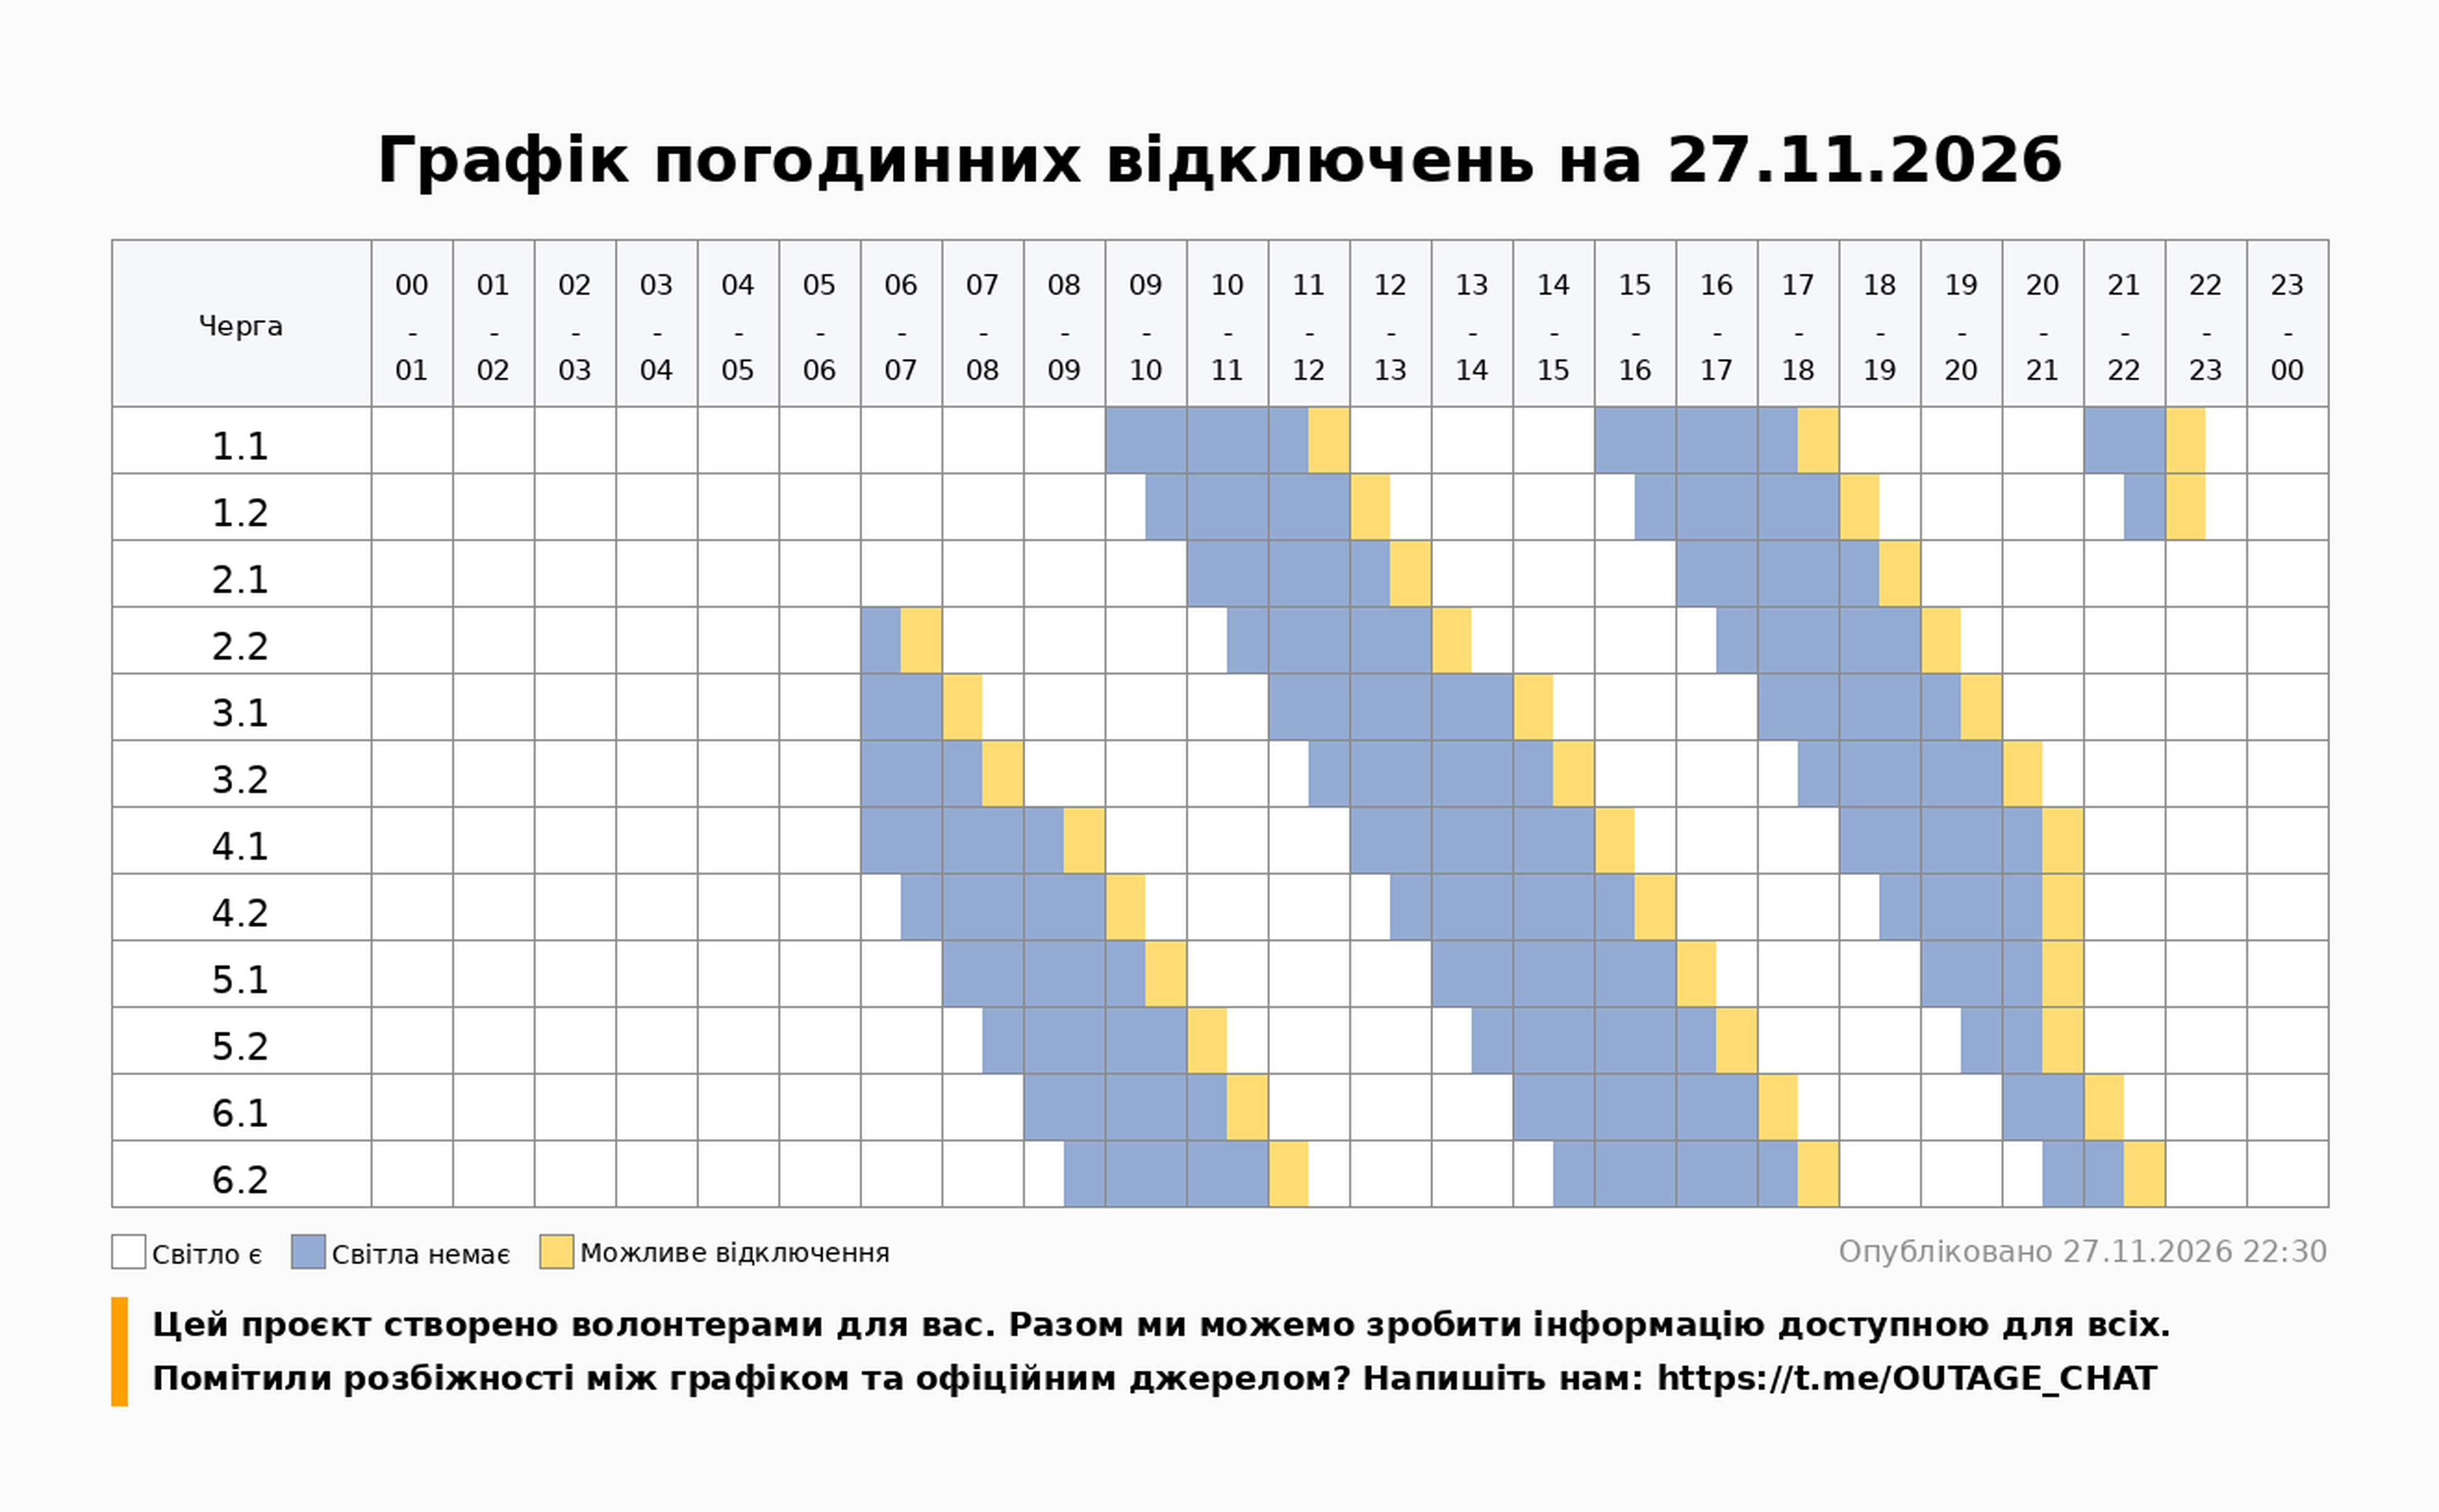 Графік погодинних відключень на 27.11.2026
Черга 00 - 01 01 - 02 02 - 03 03 - 04 04 - 05 05 - 06 06 - 07 07 - 08 08 - 09 09 - 10 10 - 11 11 - 12 12 - 13 13 - 14 14 - 15 15 - 16 16 - 17 17 - 18 18 - 19 19 - 20 20 - 21 21 - 22 22 - 23 23 - 00
1.1
1.2
2.1
2.2
3.1
3.2
4.1
4.2
5.1
5.2
6.1
6.2
Світло є Світла немає Можливе відключення Опубліковано 27.11.2026 22:30
Цей проєкт створено волонтерами для вас. Разом ми можемо зробити інформацію доступною для всіх.
Помітили розбіжності між графіком та офіційним джерелом? Напишіть нам: https://t.me/OUTAGE_CHAT